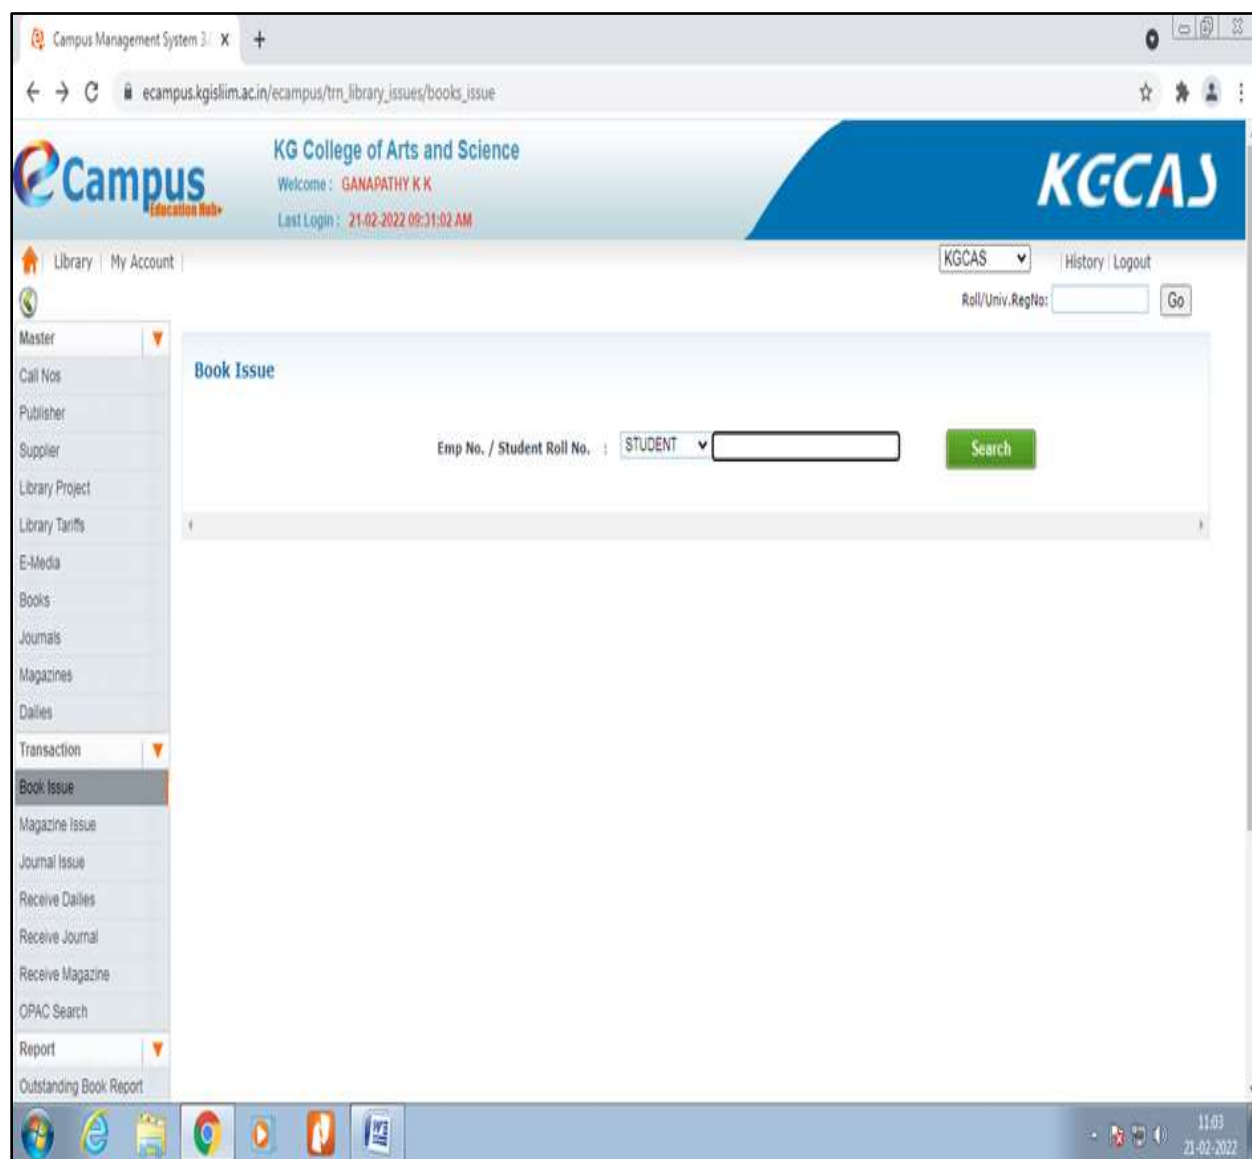 Campus Management System 3.
ecampus.kgisliim.ac.in/ecampus/trn_library_issues/books_issue
eCampus
Education Hub+
KG College of Arts and Science
Welcome : GANAPATHY K K
Last Login : 21-02-2022 09:31:02 AM
KGCAS
Library | My Account |
KGCAS
| History | Logout
Roll/Univ.RegNo:
Go
Master
Call Nos
Publisher
Supplier
Library Project
Library Tariffs
E-Media
Books
Journals
Magazines
Dailies
Transaction
Book Issue
Magazine Issue
Journal Issue
Receive Dailies
Receive Journal
Receive Magazine
OPAC Search
Report
Outstanding Book Report
Book Issue
Emp No. / Student Roll No. : STUDENT
Search
11:03
21-02-2022